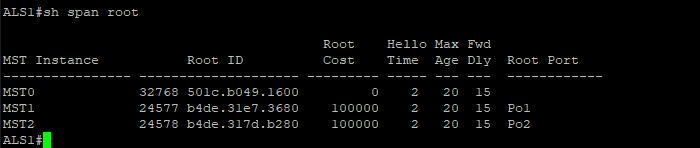 ALS1#sh span root
Root Hello Max Fwd
MST Instance Root ID Cost Time Age Dly Root Port
---------------- -------------------- --------- ----- --- --- ------------
MST0 32768 501c.b049.1600 0 2 20 15
MST1 24577 b4de.31e7.3680 100000 2 20 15 Po1
MST2 24578 b4de.317d.b280 100000 2 20 15 Po2
ALS1#